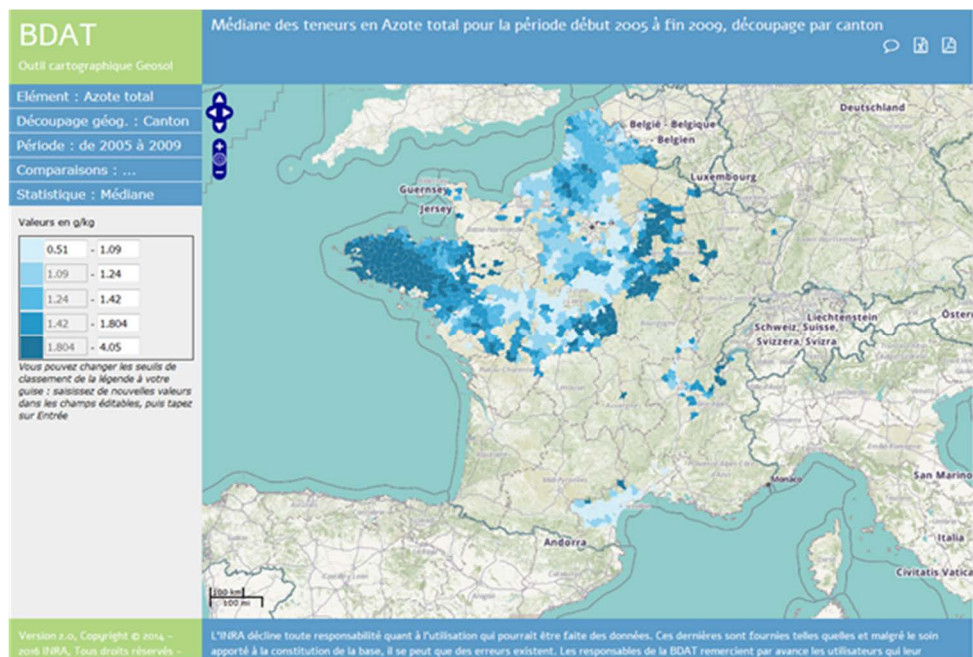 BDAT
Outil cartographique Geosol
Médiane des teneurs en Azote total pour la période début 2005 à fin 2009, découpage par canton
Elément : Azote total
Découpage géog. : Canton
Période : de 2005 à 2009
Comparaisons : ...
Statistique : Médiane
Valeurs en g/kg
0.51 - 1.09
1.09 - 1.24
1.24 - 1.42
1.42 - 1.804
1.804 - 4.05
Vous pouvez changer les seuils de
classement de la légende à votre
guise : saisissez de nouvelles valeurs
dans les champs éditables, puis tapez
sur Entrée
Deutschland
België - Belgique
- Belgien
Luxembourg
Guernsey
Jersey
Liechtenstein
Schweiz, Suisse,
Svizzera, Svizra
Öster
Monaco
San Marino
Italia
Andorra
Civitatis Vatica
100 km
100 mi
Version 2.0, Copyright © 2014 -
2016 INRA, Tous droits réservés -
L'INRA décline toute responsabilité quant à l'utilisation qui pourrait être faite des données. Ces dernières sont fournies telles quelles et malgré le soin
apporté à la constitution de la base, il se peut que des erreurs existent. Les responsables de la BDAT remercient par avance les utilisateurs qui leur